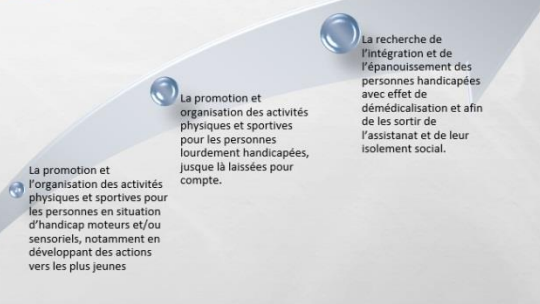 La promotion et
l'organisation des activités
physiques et sportives pour
les personnes en situation
d'handicap moteurs et/ou
sensoriels, notamment en
développant des actions
vers les plus jeunes
La promotion et
organisation des activités
physiques et sportives
pour les personnes
lourdement handicapées,
jusque là laissées pour
compte.
La recherche de
l'intégration et de
l'épanouissement des
personnes handicapées
avec effet de
démédicalisation et afin
de les sortir de
l'assistanat et de leur
isolement social.